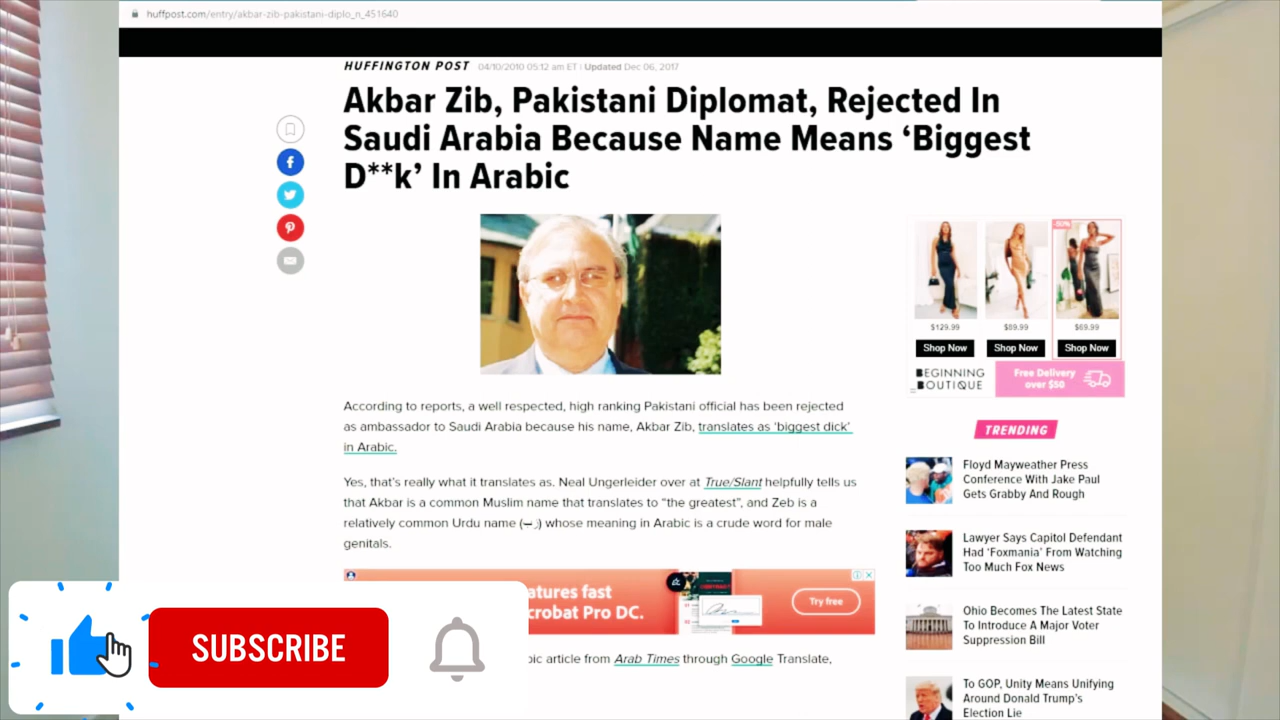 huffpost.com/entry/akbar-zib-pakistani-diplo_n_451640
HUFFINGTON POST 04/10/2010 05:12 am ET | Updated Dec 06, 2017
Akbar Zib, Pakistani Diplomat, Rejected In
Saudi Arabia Because Name Means ‘Biggest
D**k’ In Arabic
According to reports, a well respected, high ranking Pakistani official has been rejected
as ambassador to Saudi Arabia because his name, Akbar Zib, translates as ‘biggest dick’
in Arabic.
Yes, that’s really what it translates as. Neal Ungerleider over at True/Slant helpfully tells us
that Akbar is a common Muslim name that translates to “the greatest”, and Zeb is a
relatively common Urdu name (زب) whose meaning in Arabic is a crude word for male
genitals.
atures fast
crobat Pro DC.
Try free
bic article from Arab Times through Google Translate,
-50%
$129.99 $89.99 $69.99
Shop Now Shop Now Shop Now
BEGINNING
BOUTIQUE
Free Delivery
over $50
TRENDING
Floyd Mayweather Press
Conference With Jake Paul
Gets Grabby And Rough
Lawyer Says Capitol Defendant
Had ‘Foxmania’ From Watching
Too Much Fox News
Ohio Becomes The Latest State
To Introduce A Major Voter
Suppression Bill
To GOP, Unity Means Unifying
Around Donald Trump’s
Election Lie
SUBSCRIBE